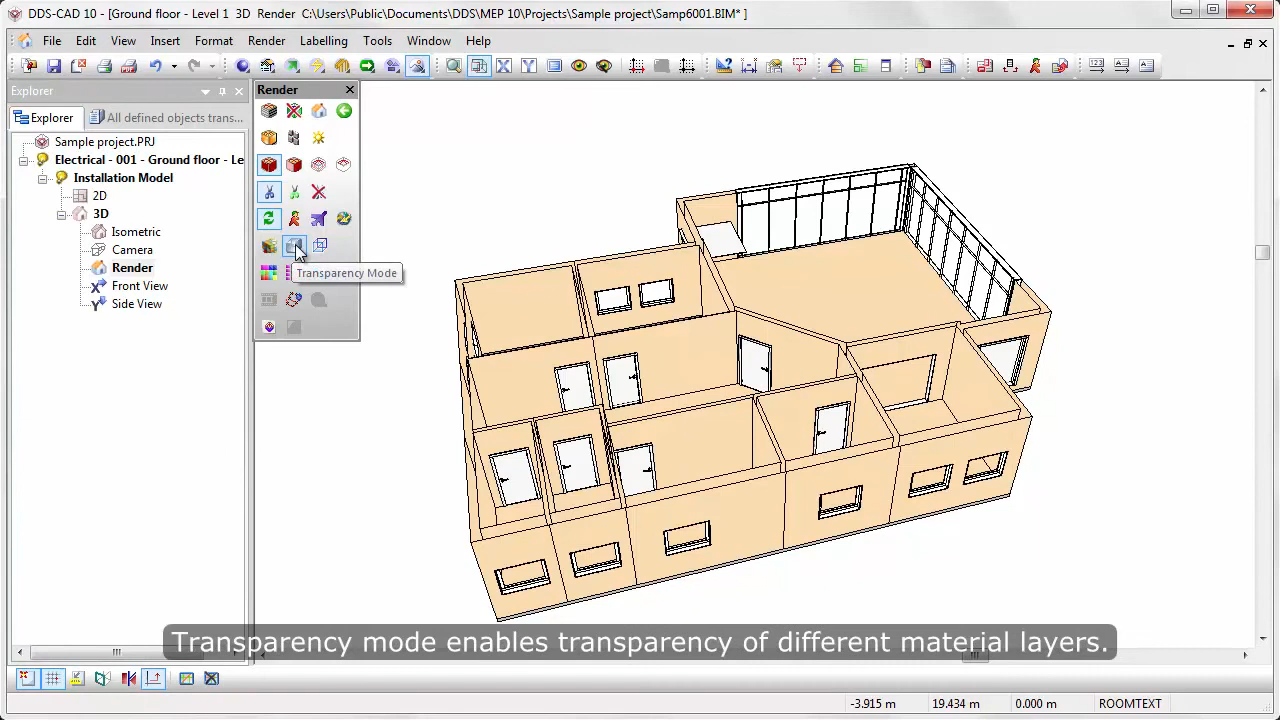 DDS-CAD 10 - [Ground floor - Level 1  3D  Render  C:\Users\Public\Documents\DDS\MEP 10\Projects\Sample project\Samp6001.BIM* ]
File Edit View Insert Format Render Labelling Tools Window Help
Explorer
Render
Explorer
All defined objects trans...
Sample project.PRJ
Electrical - 001 - Ground floor - Le
Installation Model
2D
3D
Isometric
Camera
Render
Front View
Side View
Transparency Mode
Transparency mode enables transparency of different material layers.
-3.915 m 19.434 m 0.000 m ROOMTEXT